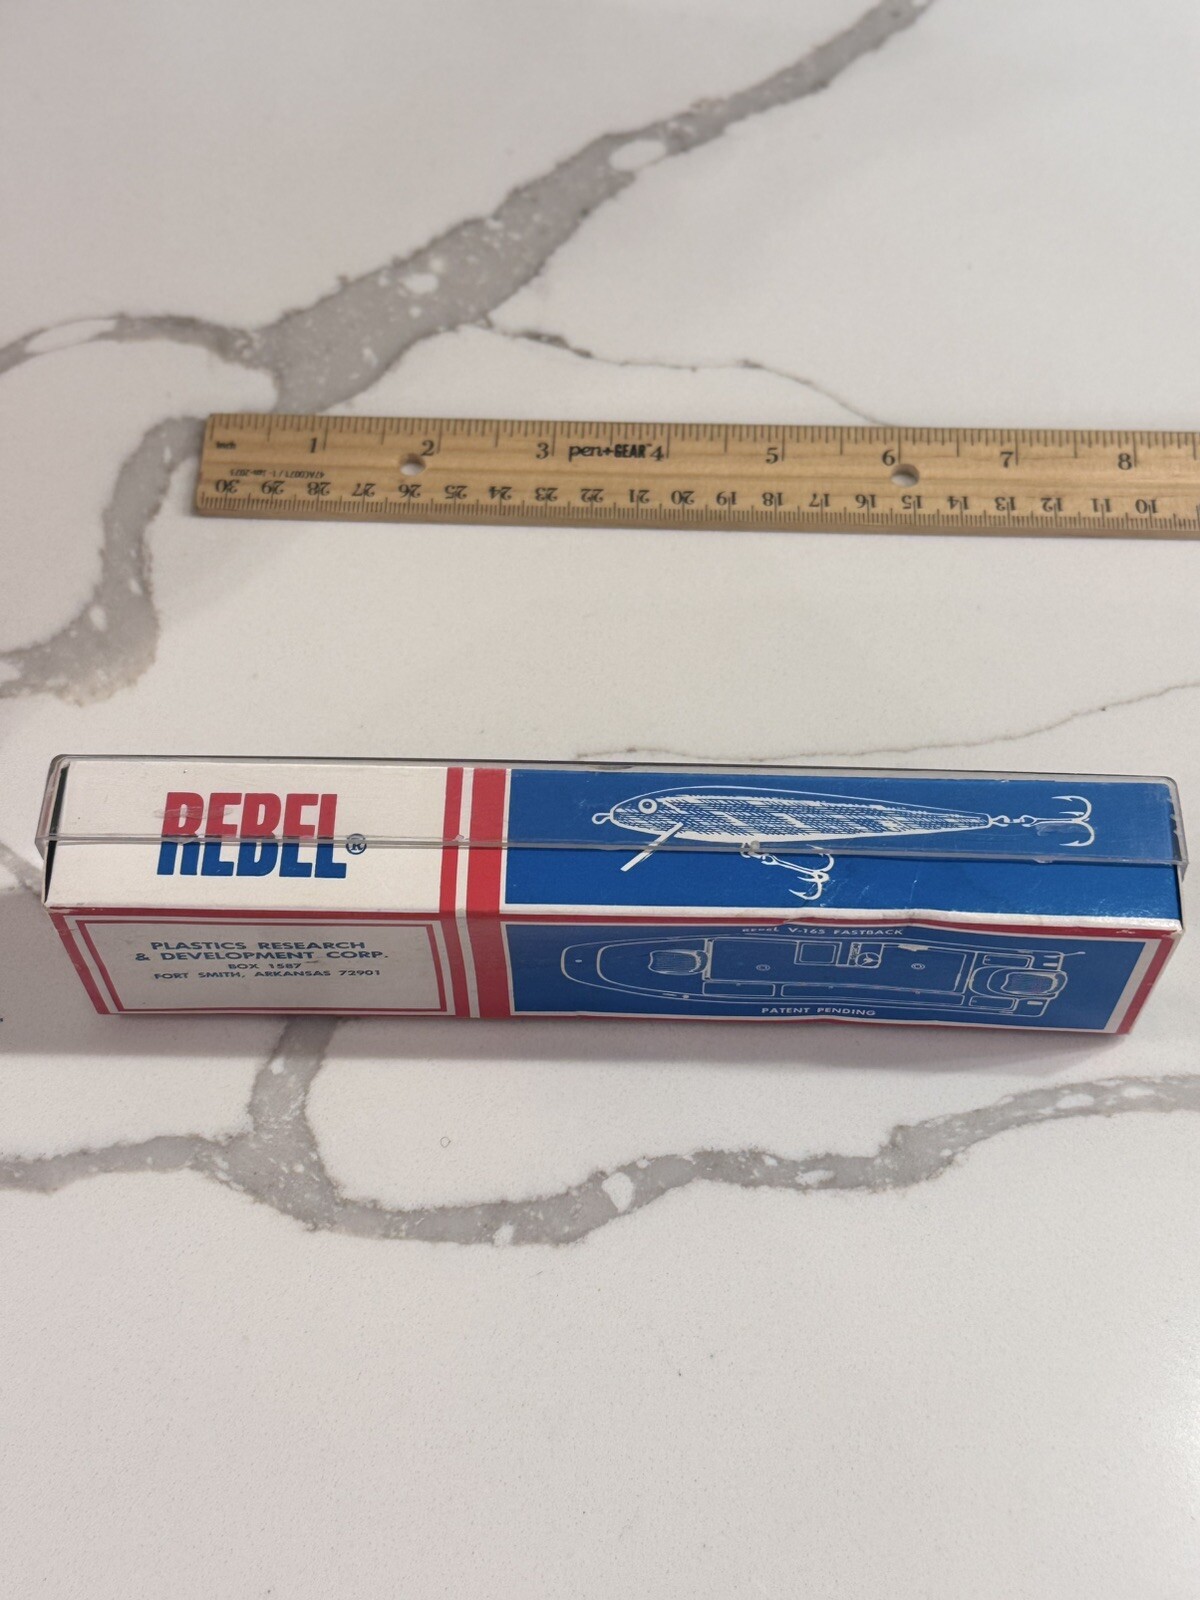 Inch 1 2 3 pen+GEAR™ 4 5 6 7 8
30 29 28 27 26 25 24 23 22 21 20 19 18 17 16 15 14 13 12 11 10
REBEL®
PLASTICS RESEARCH
& DEVELOPMENT CORP.
BOX 1587
FORT SMITH, ARKANSAS 72901
REBEL V-165 FASTBACK
PATENT PENDING